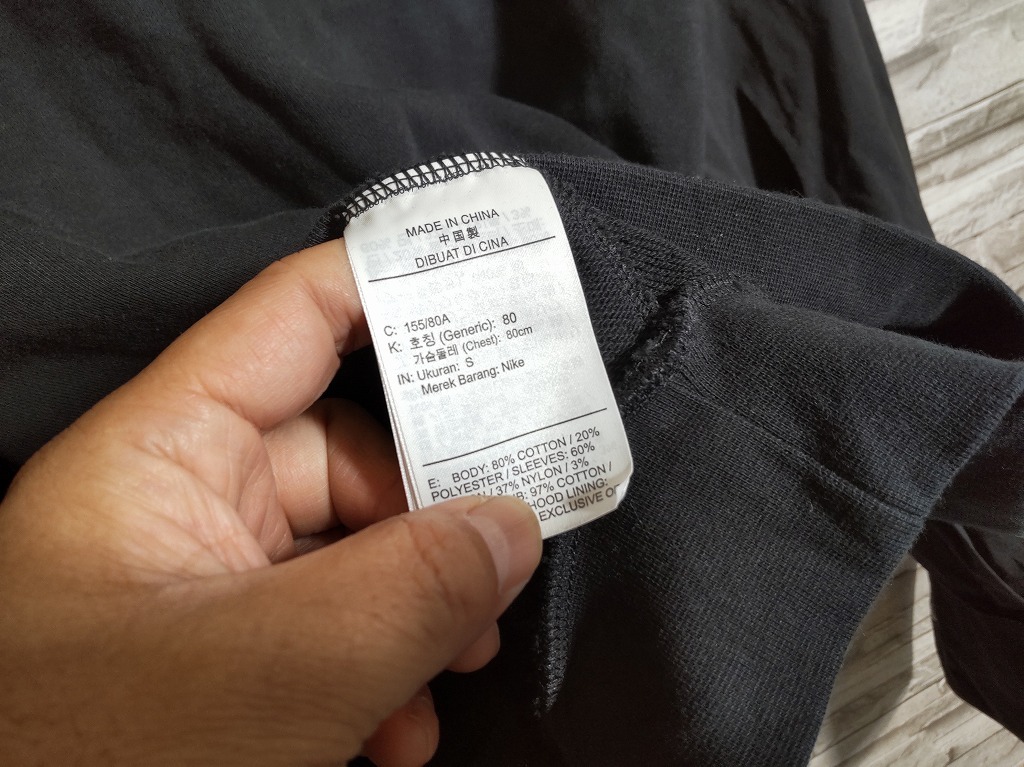 MADE IN CHINA
中国製
DIBUAT DI CINA
C: 155/80A
K: 호칭 (Generic): 80
가슴둘레 (Chest): 80cm
IN: Ukuran: S
Merek Barang: Nike
E: BODY: 80% COTTON / 20%
POLYESTER / SLEEVES: 60%
/ 37% NYLON / 3%
97% COTTON /
HOOD LINING:
EXCLUSIVE OF